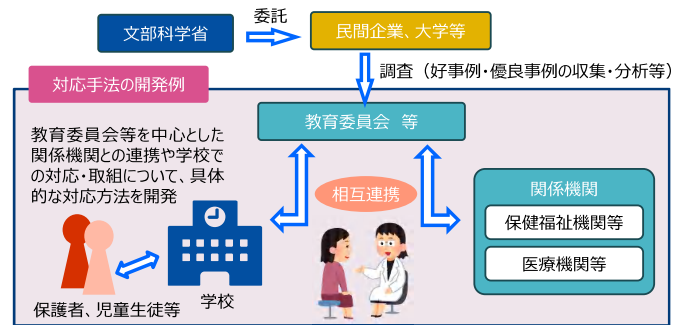 文部科学省
委託
民間企業、大学等
調査（好事例・優良事例の収集・分析等）
対応手法の開発例
教育委員会 等
教育委員会等を中心とした
関係機関との連携や学校で
の対応・取組について、具体
的な対応方法を開発
相互連携
関係機関
保健福祉機関等
医療機関等
学校
保護者、児童生徒等